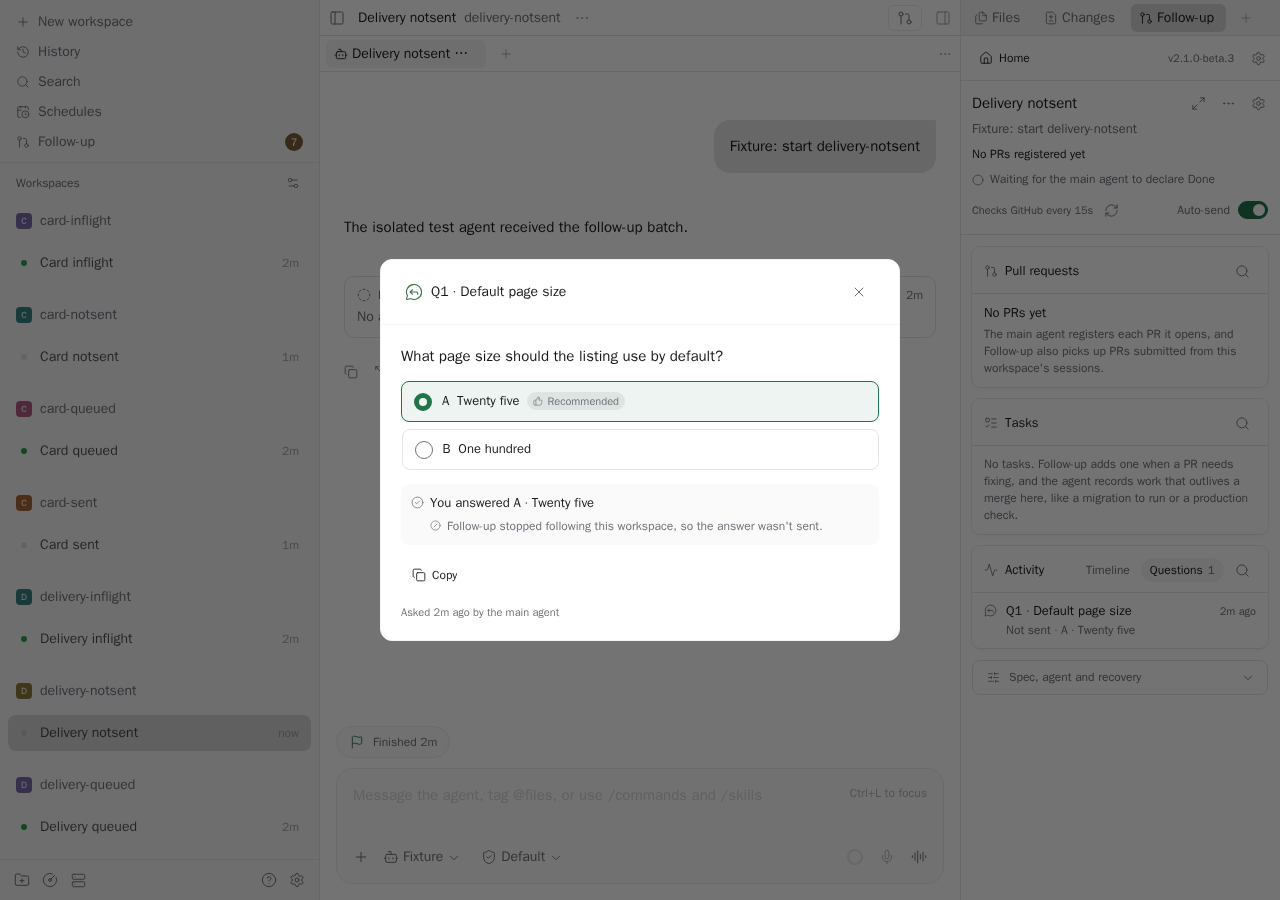 New workspace
History
Search
Schedules
Follow-up
7
Workspaces
C card-inflight
Card inflight 2m
C card-notsent
Card notsent 1m
C card-queued
Card queued 2m
C card-sent
Card sent 1m
D delivery-inflight
Delivery inflight 2m
D delivery-notsent
Delivery notsent now
D delivery-queued
Delivery queued 2m
Delivery notsent delivery-notsent
Delivery notsent
Fixture: start delivery-notsent
The isolated test agent received the follow-up batch.
2m
No
Q1 · Default page size
What page size should the listing use by default?
A Twenty five Recommended
B One hundred
You answered A · Twenty five
Follow-up stopped following this workspace, so the answer wasn't sent.
Copy
Asked 2m ago by the main agent
Finished 2m
Message the agent, tag @files, or use /commands and /skills
Ctrl+L to focus
Fixture
Default
Files
Changes
Follow-up
Home
v2.1.0-beta.3
Delivery notsent
Fixture: start delivery-notsent
No PRs registered yet
Waiting for the main agent to declare Done
Checks GitHub every 15s
Auto-send
Pull requests
No PRs yet
The main agent registers each PR it opens, and
Follow-up also picks up PRs submitted from this
workspace's sessions.
Tasks
No tasks. Follow-up adds one when a PR needs
fixing, and the agent records work that outlives a
merge here, like a migration to run or a production
check.
Activity
Timeline
Questions 1
Q1 · Default page size 2m ago
Not sent · A · Twenty five
Spec, agent and recovery